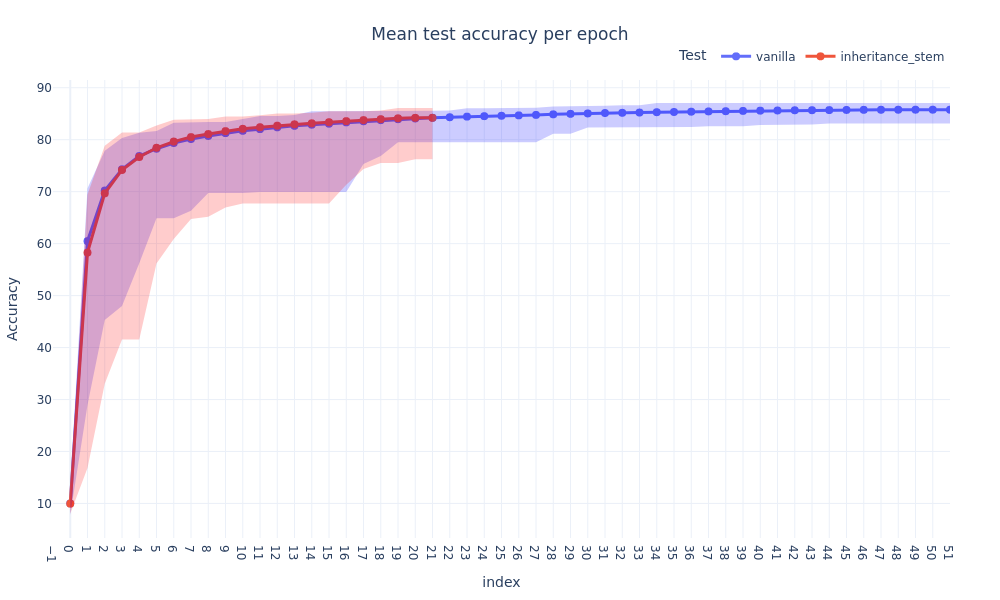 Mean test accuracy per epoch
Test vanilla inheritance_stem
90
80
70
60
50
40
30
20
10
Accuracy
−1 0 1 2 3 4 5 6 7 8 9 10 11 12 13 14 15 16 17 18 19 20 21 22 23 24 25 26 27 28 29 30 31 32 33 34 35 36 37 38 39 40 41 42 43 44 45 46 47 48 49 50 51
index